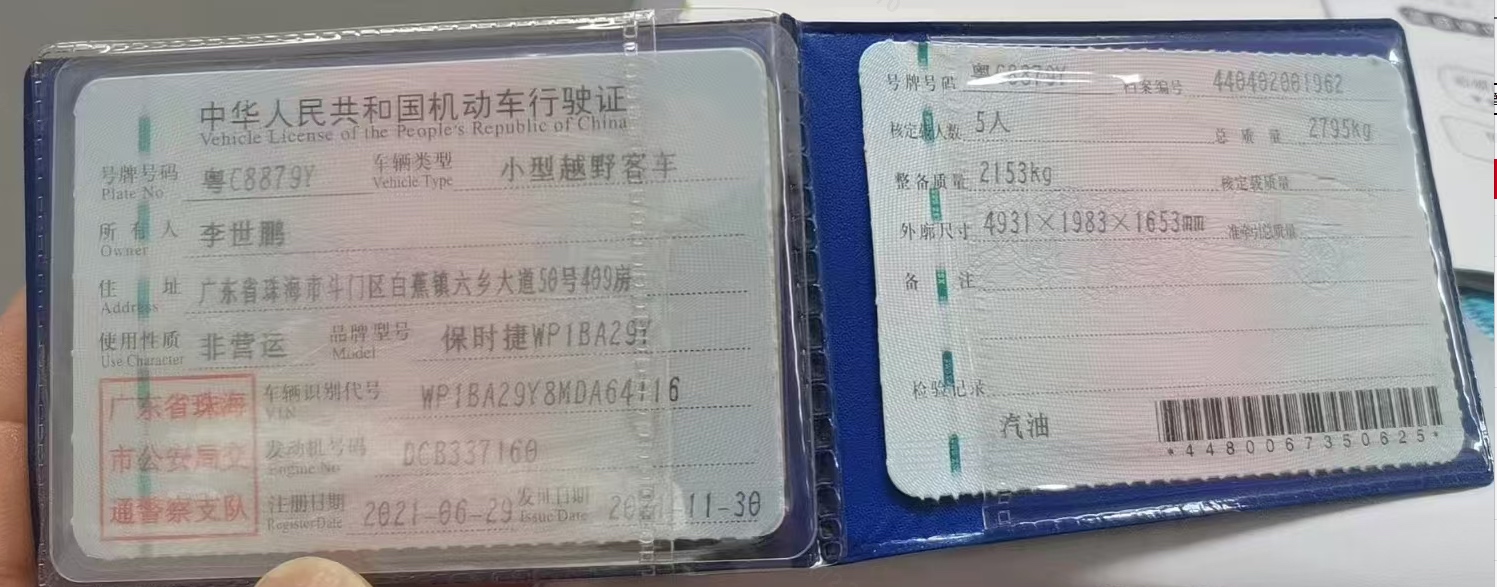 中华人民共和国机动车行驶证
Vehicle License of the People's Republic of China
号牌号码 粤C8879Y 车辆类型 小型越野客车
Plate No Vehicle Type
所有人 李世鹏
Owner
住址 广东省珠海市斗门区白蕉镇六乡大道50号409房
Address
使用性质 非营运 品牌型号 保时捷WP1BA29Y
Use Character Model
车辆识别代号 WP1BA29Y8MDA64116
VIN
发动机号码 DCB337160
Engine No
注册日期 2021-06-29 发证日期 2021-11-30
Register Date Issue Date
广东省珠海
市公安局交
通警察支队
号牌号码 粤C8879Y 档案编号 440402001962
核定载人数 5人 总质量 2795kg
整备质量 2153kg 核定载质量 —
外廓尺寸 4931×1983×1653mm 准牵引总质量 —
备注
检验记录
汽油
*4480067350625*